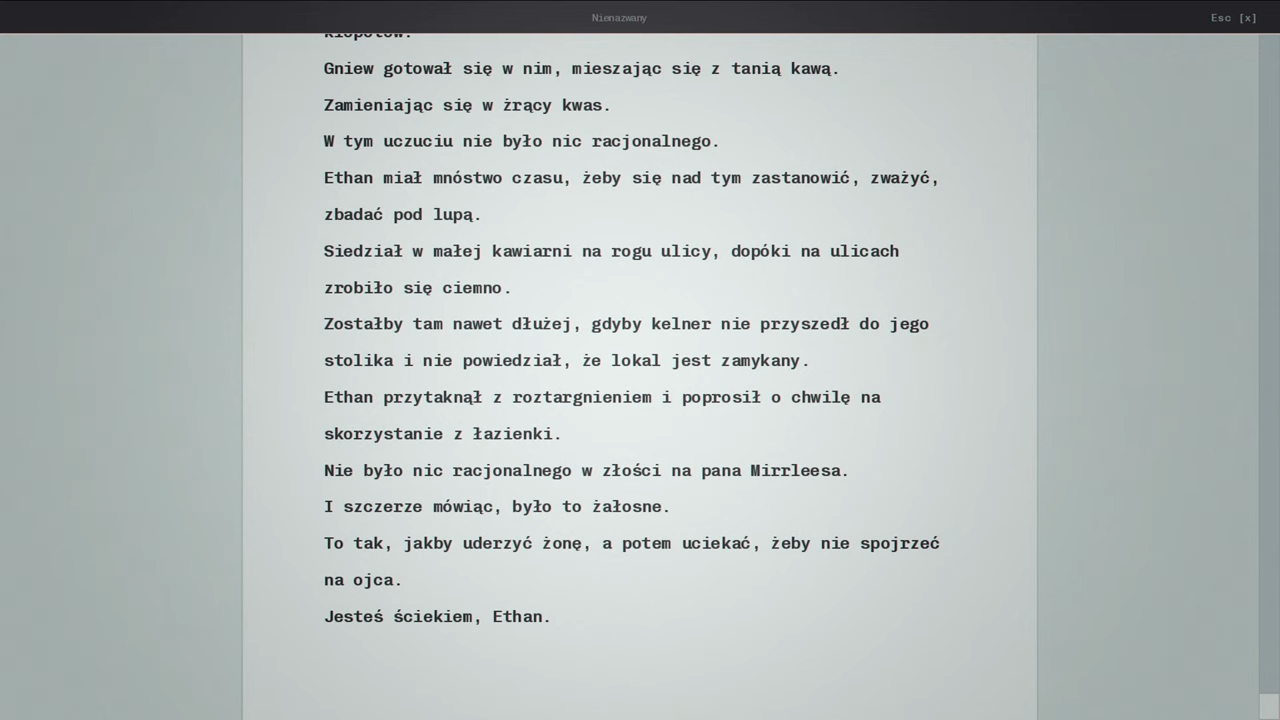 Nienazwany
Esc [x]
kłopotów.
Gniew gotował się w nim, mieszając się z tanią kawą.
Zamieniając się w żrący kwas.
W tym uczuciu nie było nic racjonalnego.
Ethan miał mnóstwo czasu, żeby się nad tym zastanowić, zważyć,
zbadać pod lupą.
Siedział w małej kawiarni na rogu ulicy, dopóki na ulicach
zrobiło się ciemno.
Zostałby tam nawet dłużej, gdyby kelner nie przyszedł do jego
stolika i nie powiedział, że lokal jest zamykany.
Ethan przytaknął z roztargnieniem i poprosił o chwilę na
skorzystanie z łazienki.
Nie było nic racjonalnego w złości na pana Mirrleesa.
I szczerze mówiąc, było to żałosne.
To tak, jakby uderzyć żonę, a potem uciekać, żeby nie spojrzeć
na ojca.
Jesteś ściekiem, Ethan.